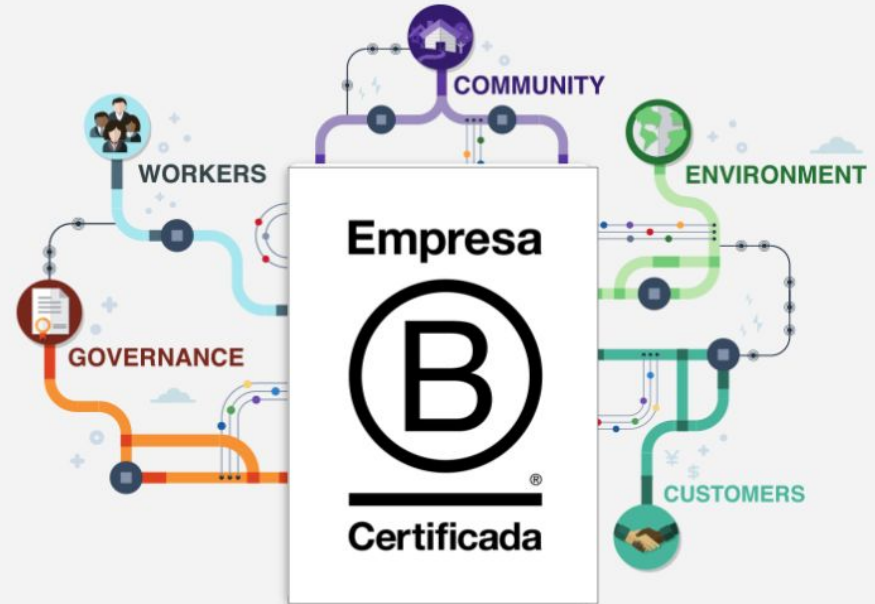 COMMUNITY
WORKERS
ENVIRONMENT
Empresa
B
®
Certificada
GOVERNANCE
CUSTOMERS
¥
$